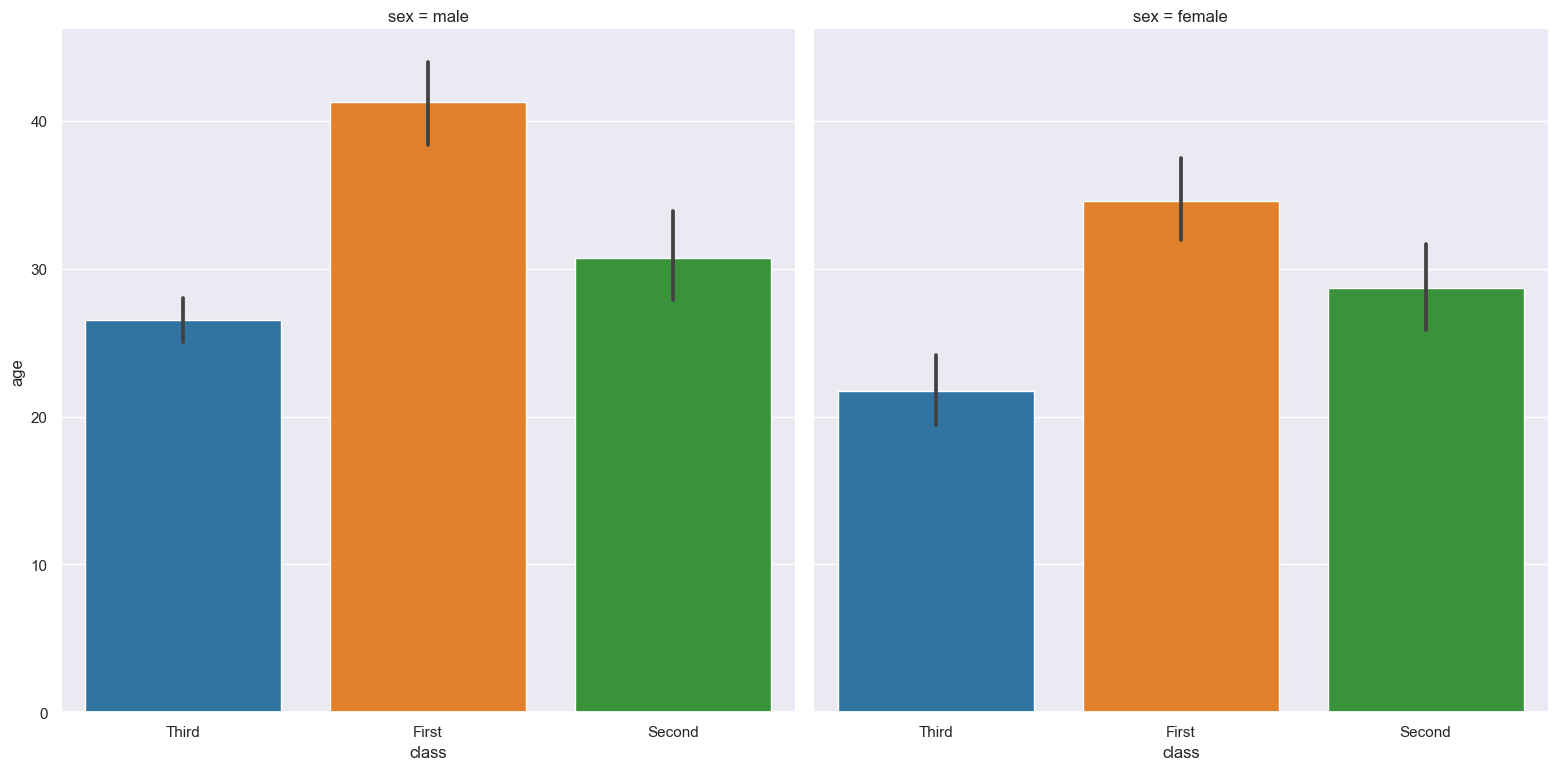 sex = male
sex = female
age
40
30
20
10
0
Third First Second
class
Third First Second
class